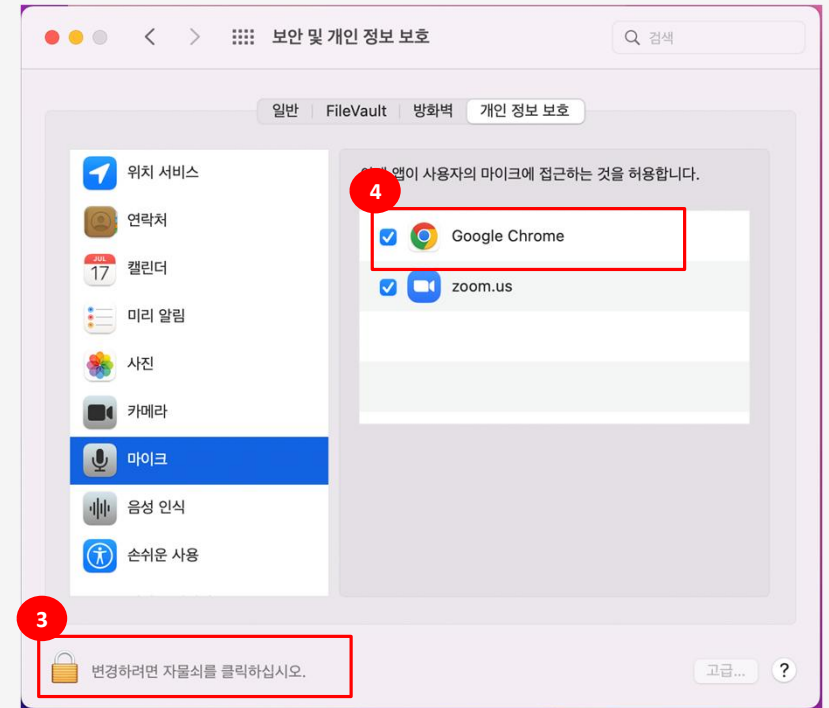 보안 및 개인 정보 보호
검색
일반
FileVault
방화벽
개인 정보 보호
위치 서비스
연락처
JUL
17
캘린더
미리 알림
사진
카메라
마이크
음성 인식
손쉬운 사용
앱이 사용자의 마이크에 접근하는 것을 허용합니다.
4
Google Chrome
zoom.us
3
변경하려면 자물쇠를 클릭하십시오.
고급...
?